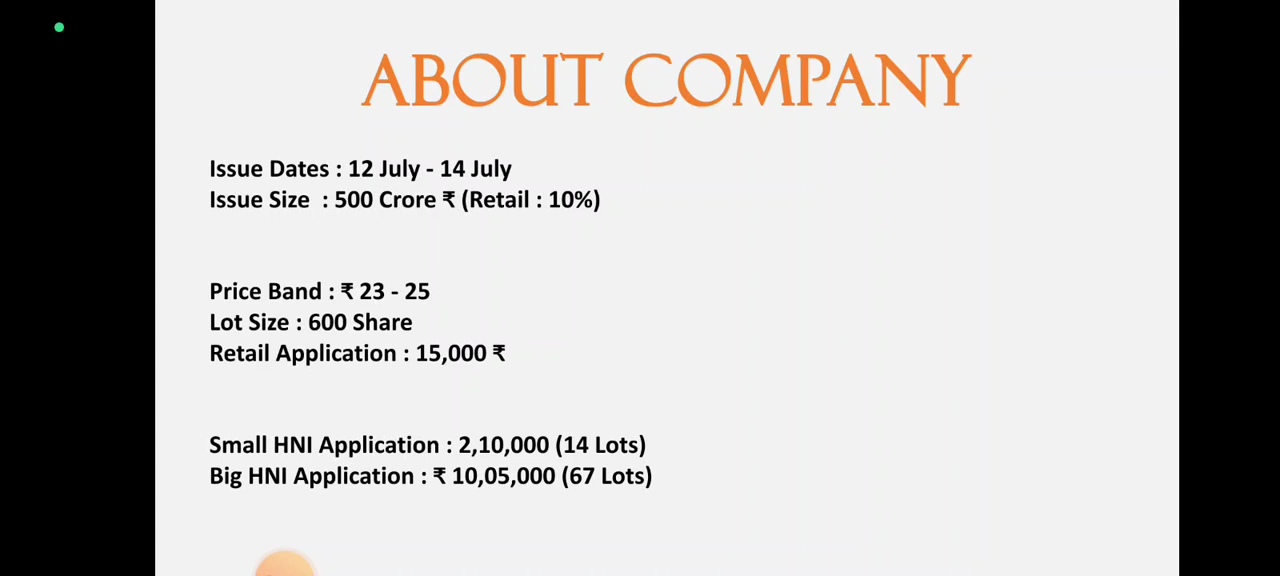 ABOUT COMPANY
Issue Dates : 12 July - 14 July
Issue Size  : 500 Crore ₹ (Retail : 10%)
Price Band : ₹ 23 - 25
Lot Size : 600 Share
Retail Application : 15,000 ₹
Small HNI Application : 2,10,000 (14 Lots)
Big HNI Application : ₹ 10,05,000 (67 Lots)